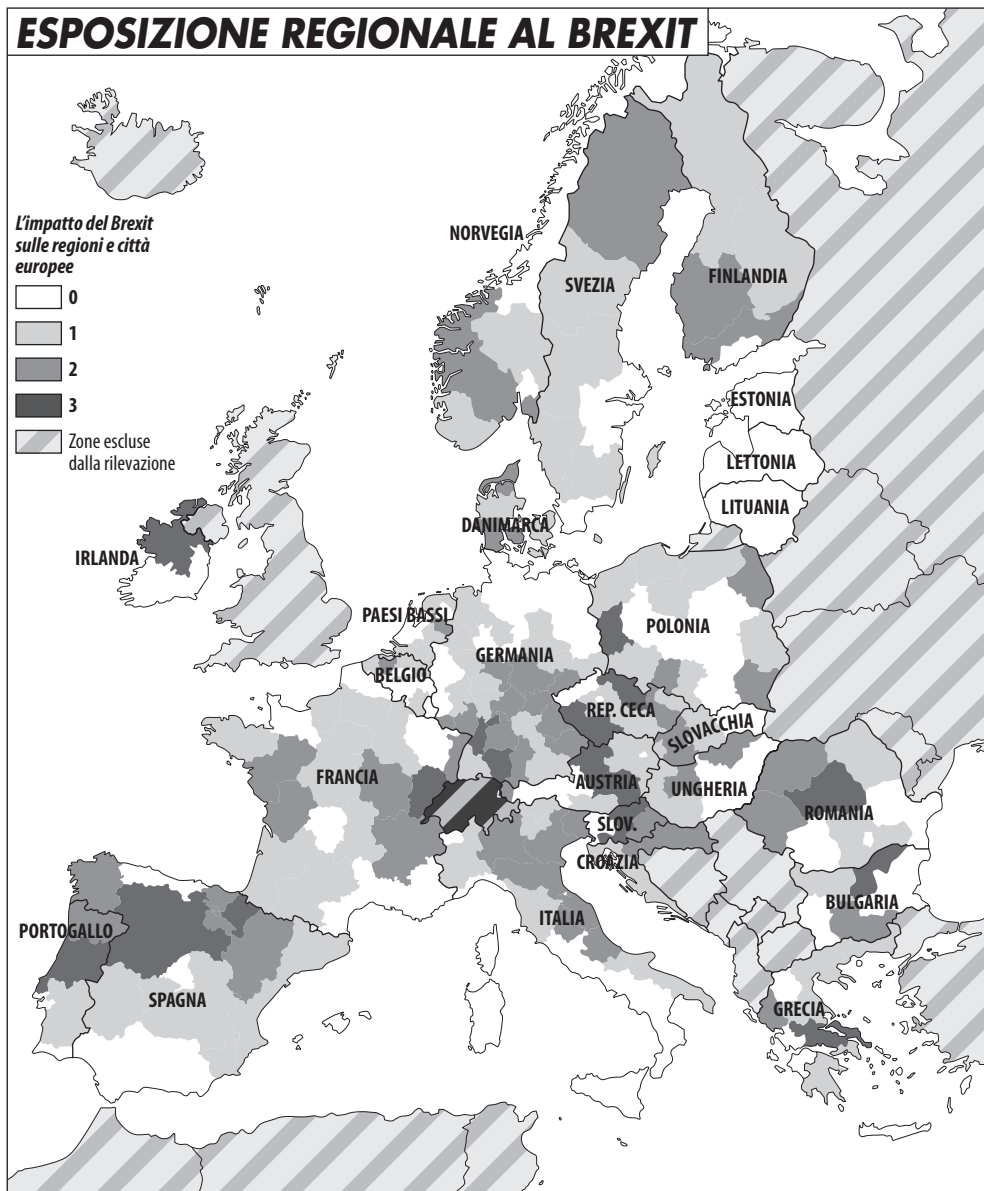 ESPOSIZIONE REGIONALE AL BREXIT
L'impatto del Brexit
sulle regioni e città
europee
0
1
2
3
Zone escluse
dalla rilevazione
NORVEGIA
SVEZIA
FINLANDIA
ESTONIA
LETTONIA
LITUANIA
DANIMARCA
IRLANDA
PAESI BASSI
POLONIA
GERMANIA
BELGIO
REP. CECA
SLOVACCHIA
FRANCIA
AUSTRIA
UNGHERIA
ROMANIA
SLOV.
CROAZIA
BULGARIA
ITALIA
PORTOGALLO
SPAGNA
GRECIA